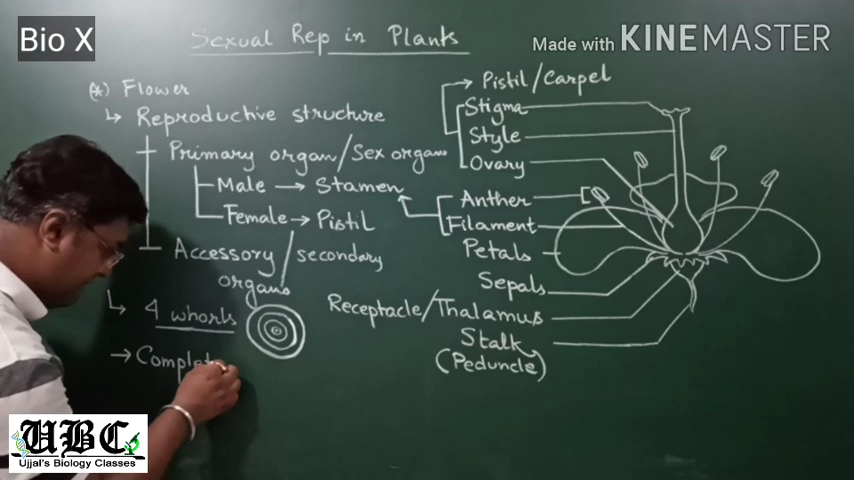 Bio X
Sexual Rep in Plants
Made with KINEMASTER
(*) Flower
↳ Reproductive structure
Primary organ/Sex organ
Male → Stamen
Female → Pistil
Accessory/secondary
organs
↳ 4 whorls
→ Complet
→ Pistil/Carpel
Stigma
Style
Ovary
Anther
Filament
Petals
Sepals
Receptacle/Thalamus
Stalk
(Peduncle)
UBC
Ujjal's Biology Classes